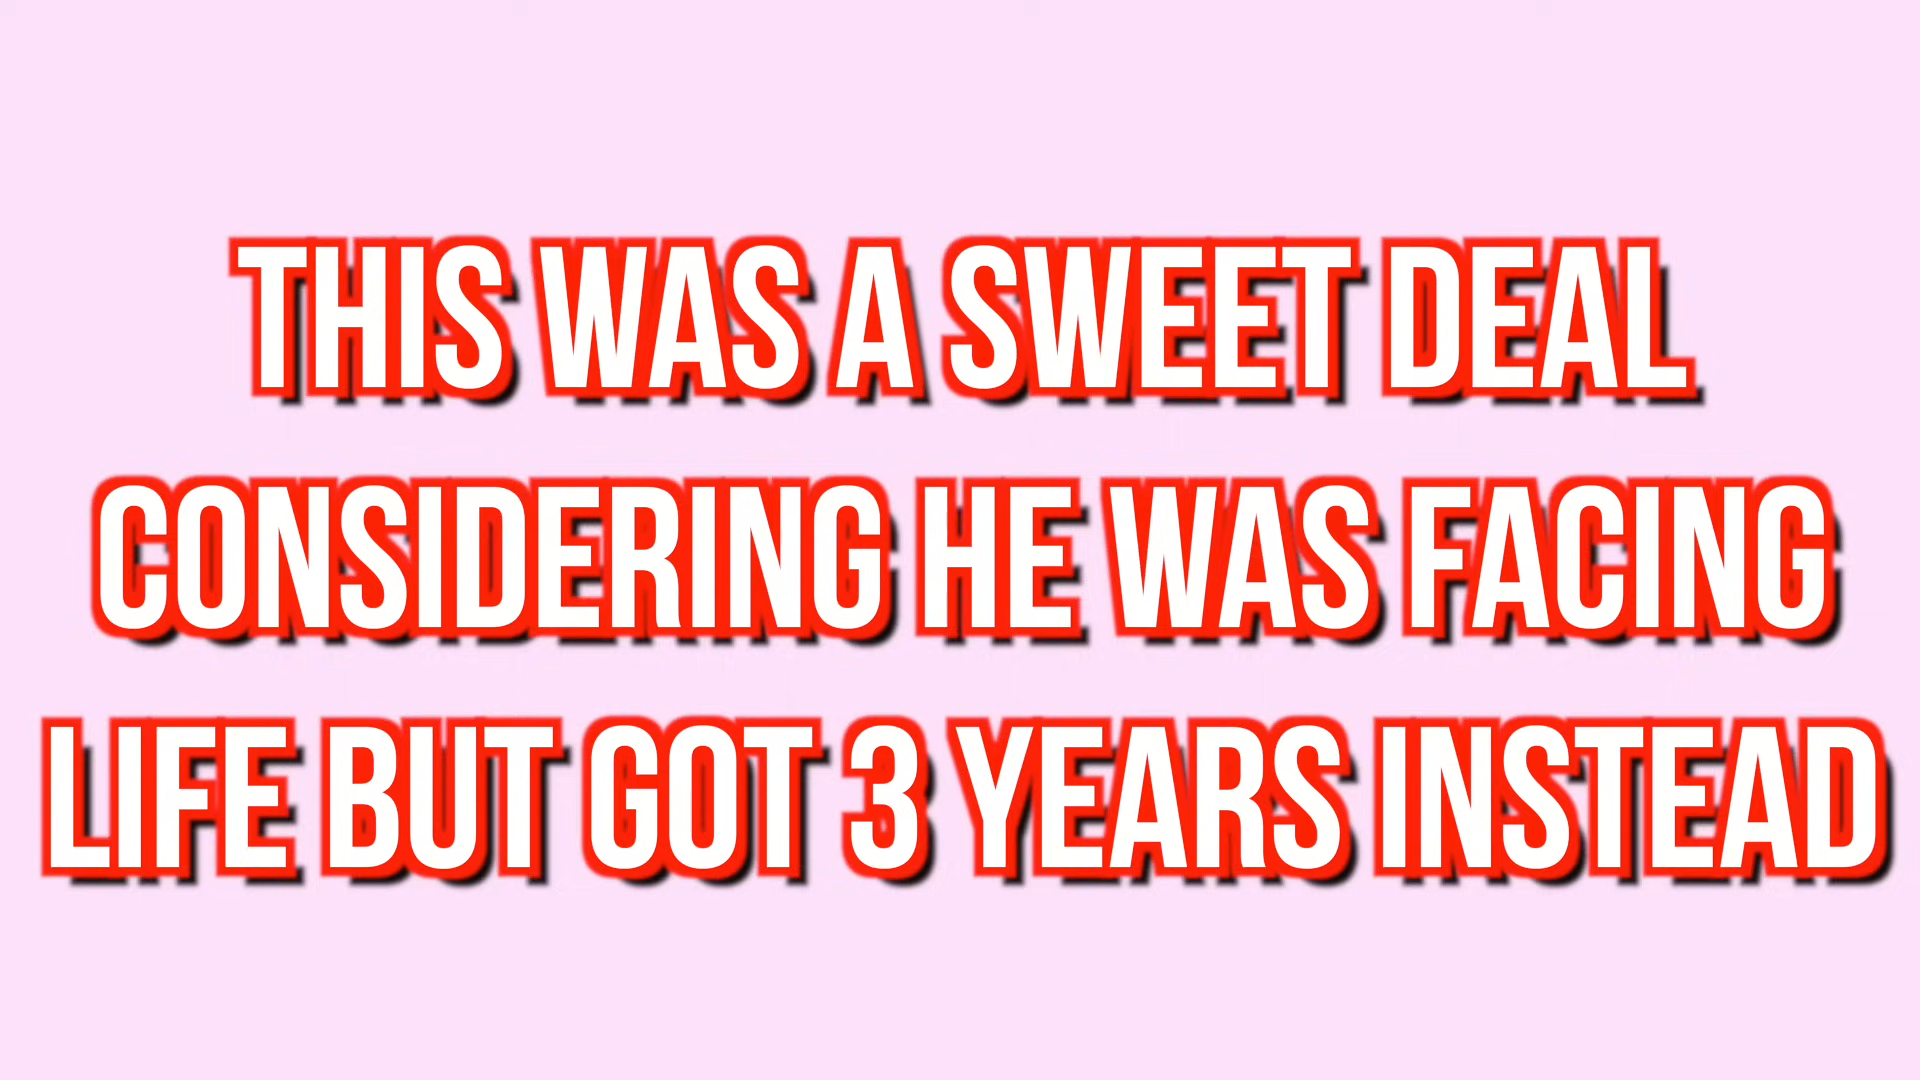 THIS WAS A SWEET DEAL
CONSIDERING HE WAS FACING
LIFE BUT GOT 3 YEARS INSTEAD